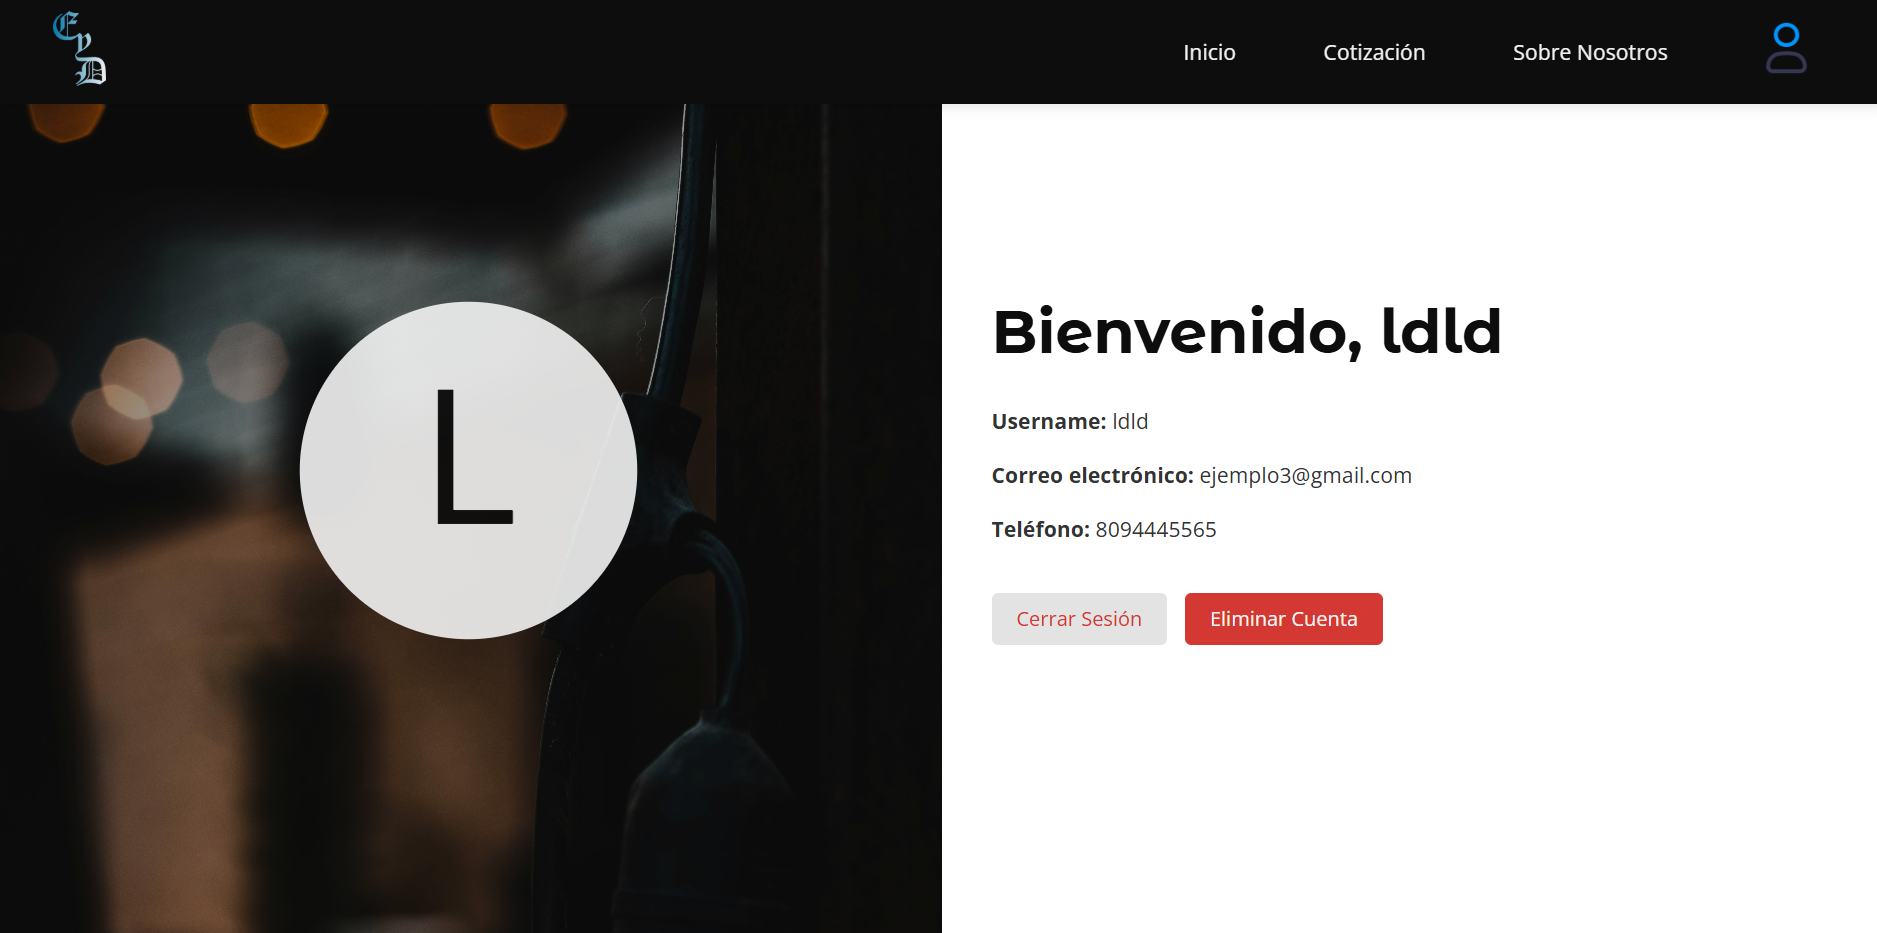 EyD
Inicio Cotización Sobre Nosotros
L
Bienvenido, ldld
Username: ldld
Correo electrónico: ejemplo3@gmail.com
Teléfono: 8094445565
Cerrar Sesión Eliminar Cuenta